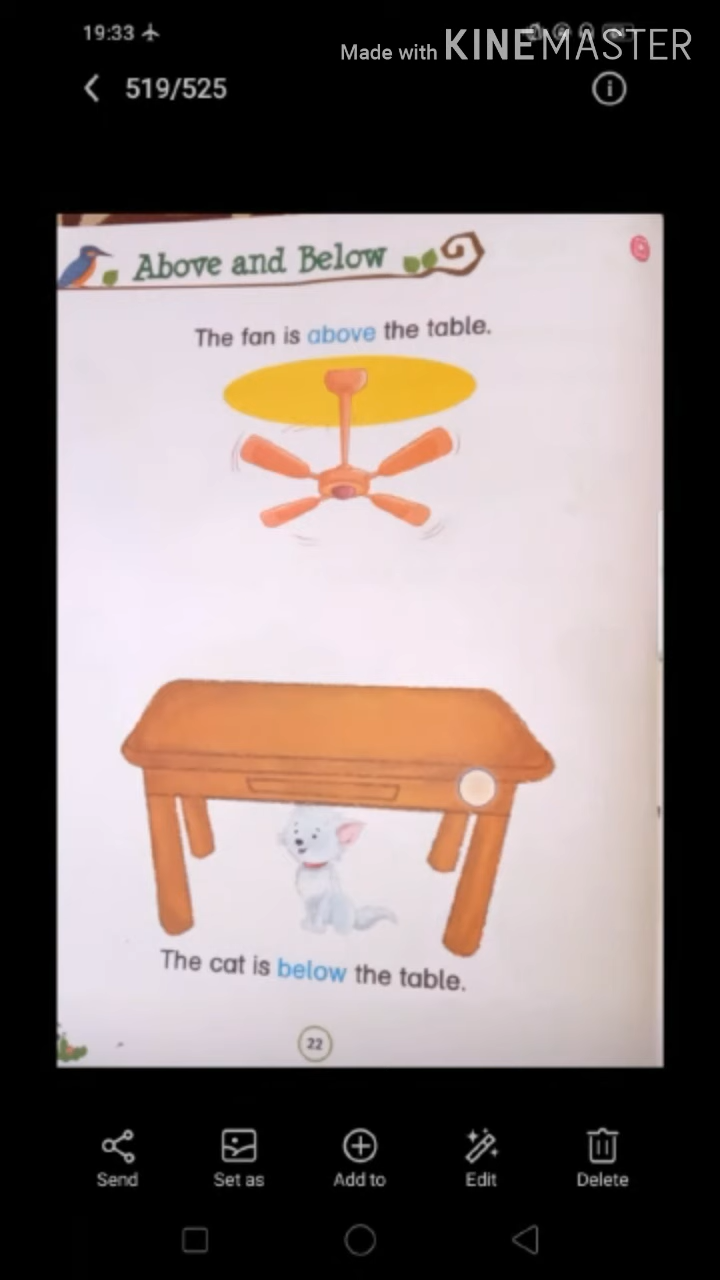 19:33
Made with KINEMASTER
519/525
Above and Below
The fan is above the table.
The cat is below the table.
22
Send
Set as
Add to
Edit
Delete